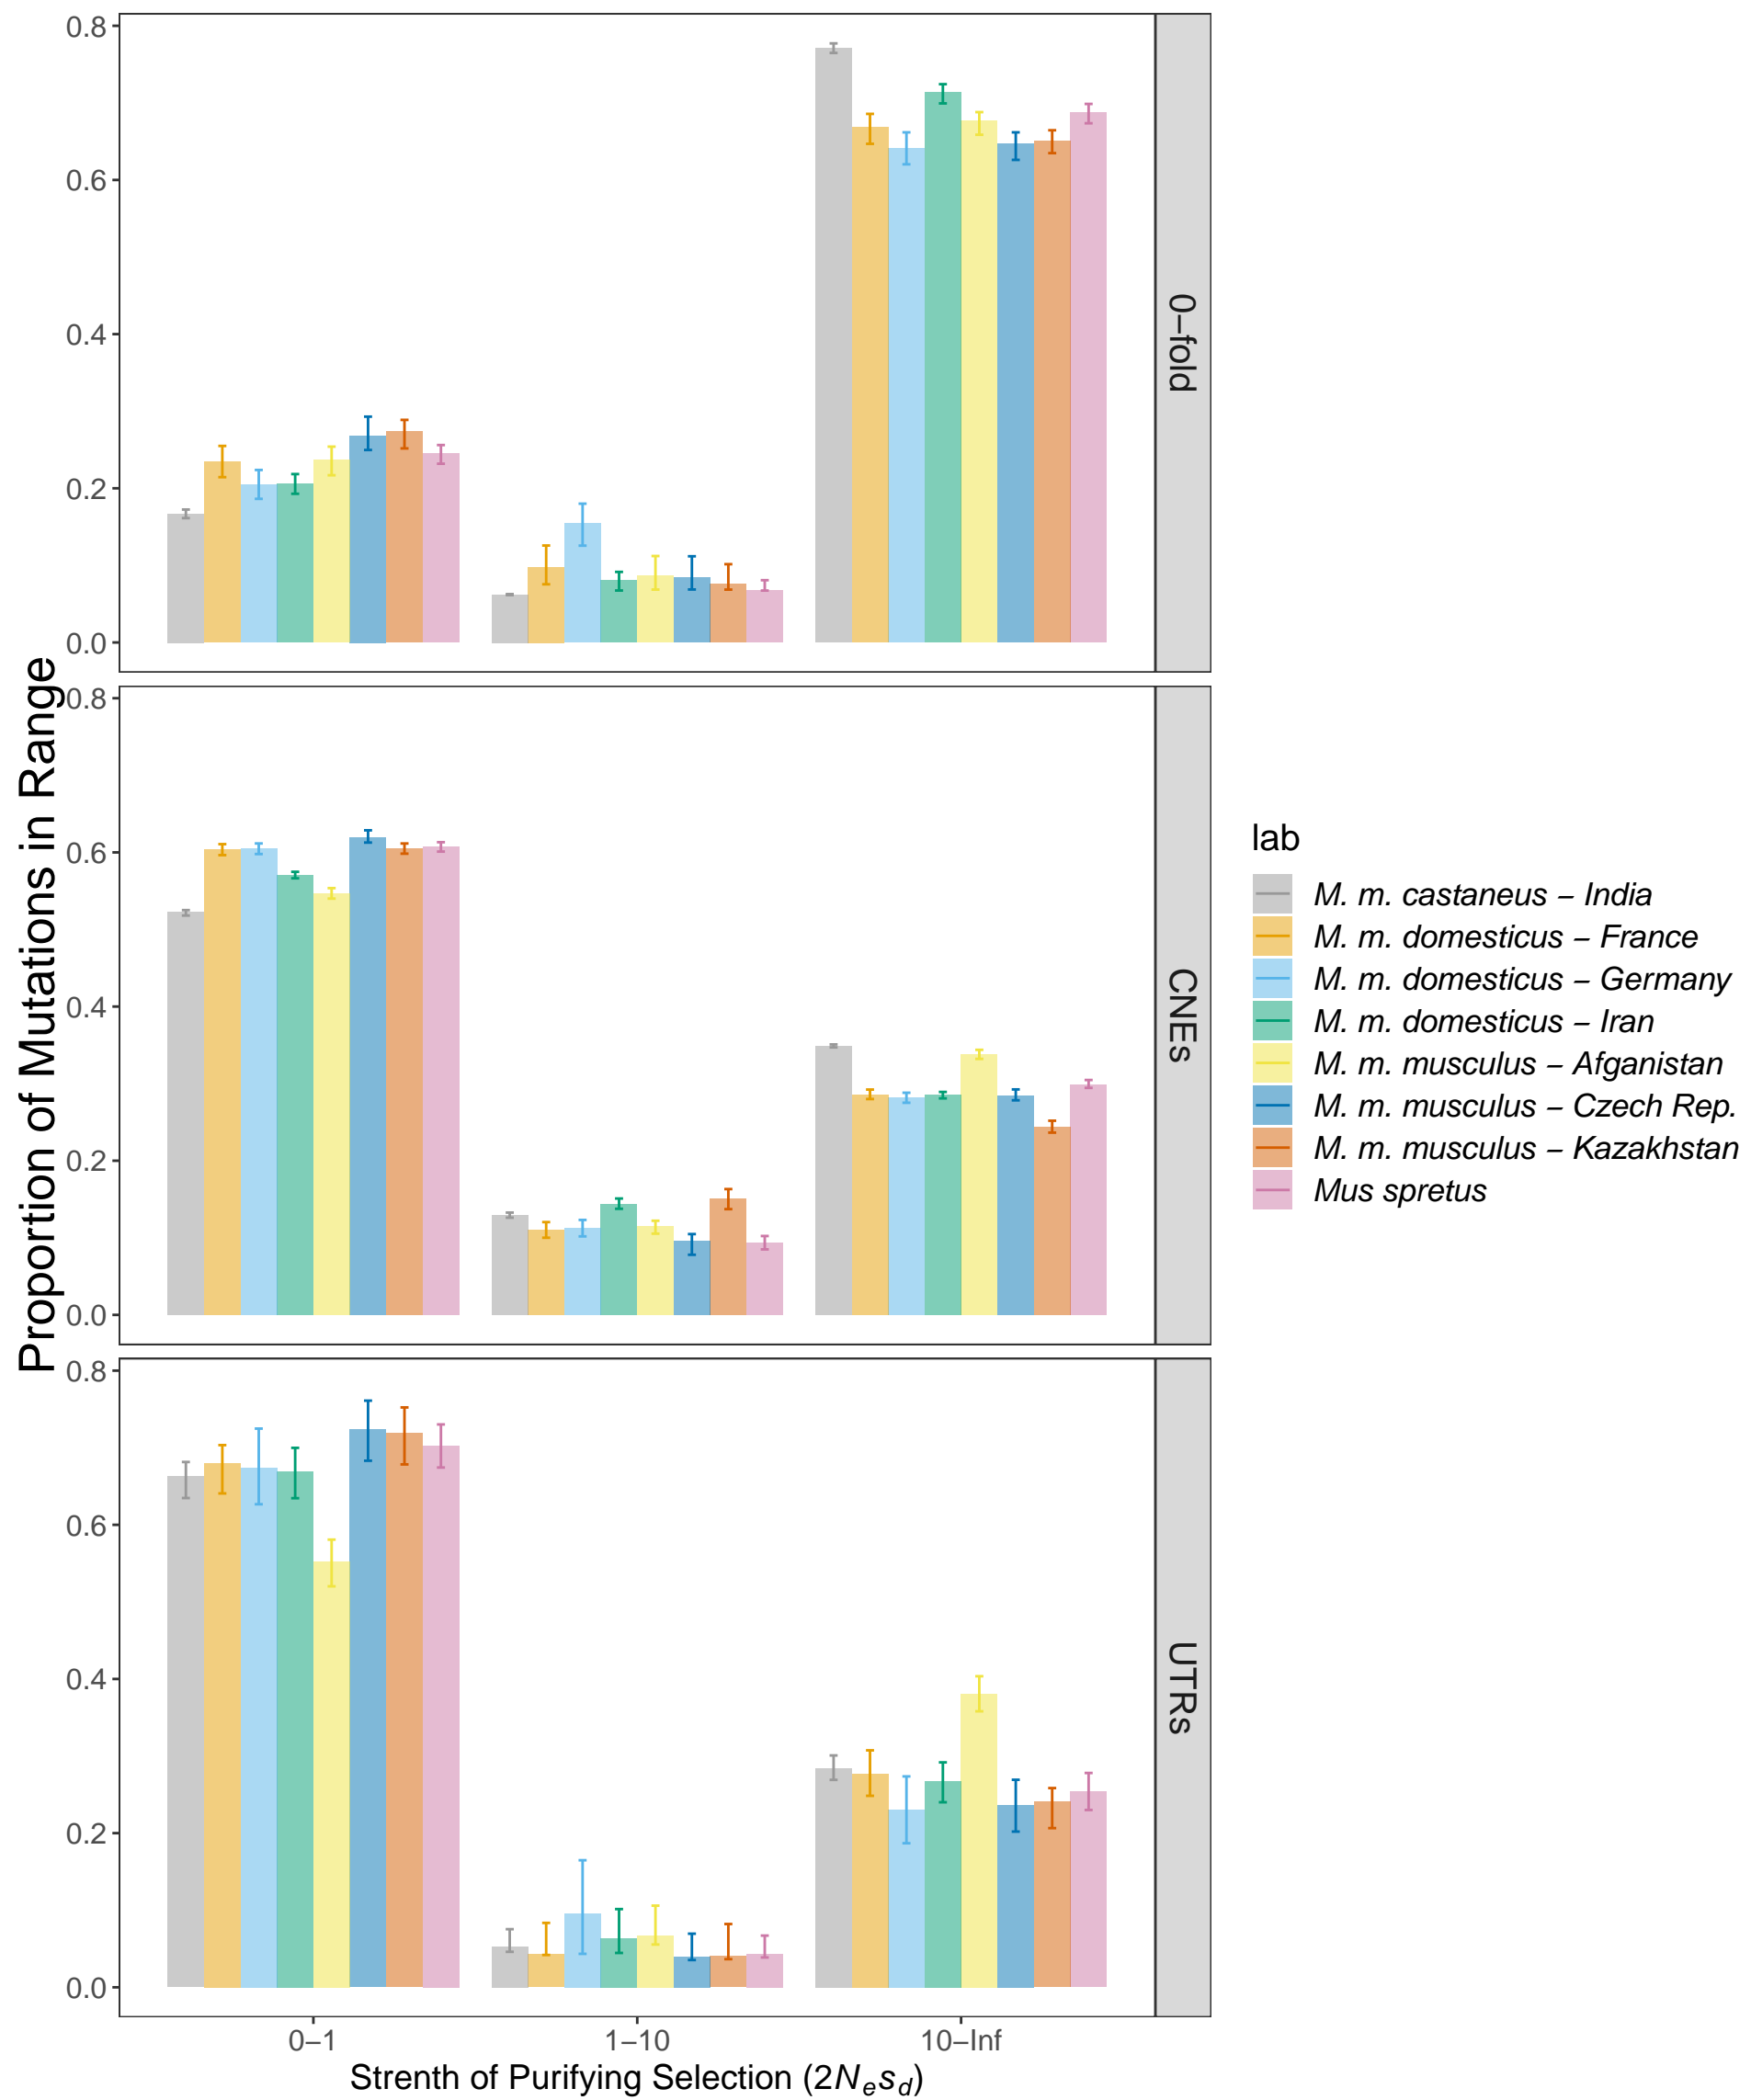 Proportion of Mutations in Range
0.8
0.6
0.4
0.2
0.0
0–fold
0.8
0.6
0.4
0.2
0.0
CNEs
0.8
0.6
0.4
0.2
0.0
UTRs
0–1
1–10
10–Inf
Strenth of Purifying Selection (2Nₑs_d)
lab
M. m. castaneus – India
M. m. domesticus – France
M. m. domesticus – Germany
M. m. domesticus – Iran
M. m. musculus – Afganistan
M. m. musculus – Czech Rep.
M. m. musculus – Kazakhstan
Mus spretus